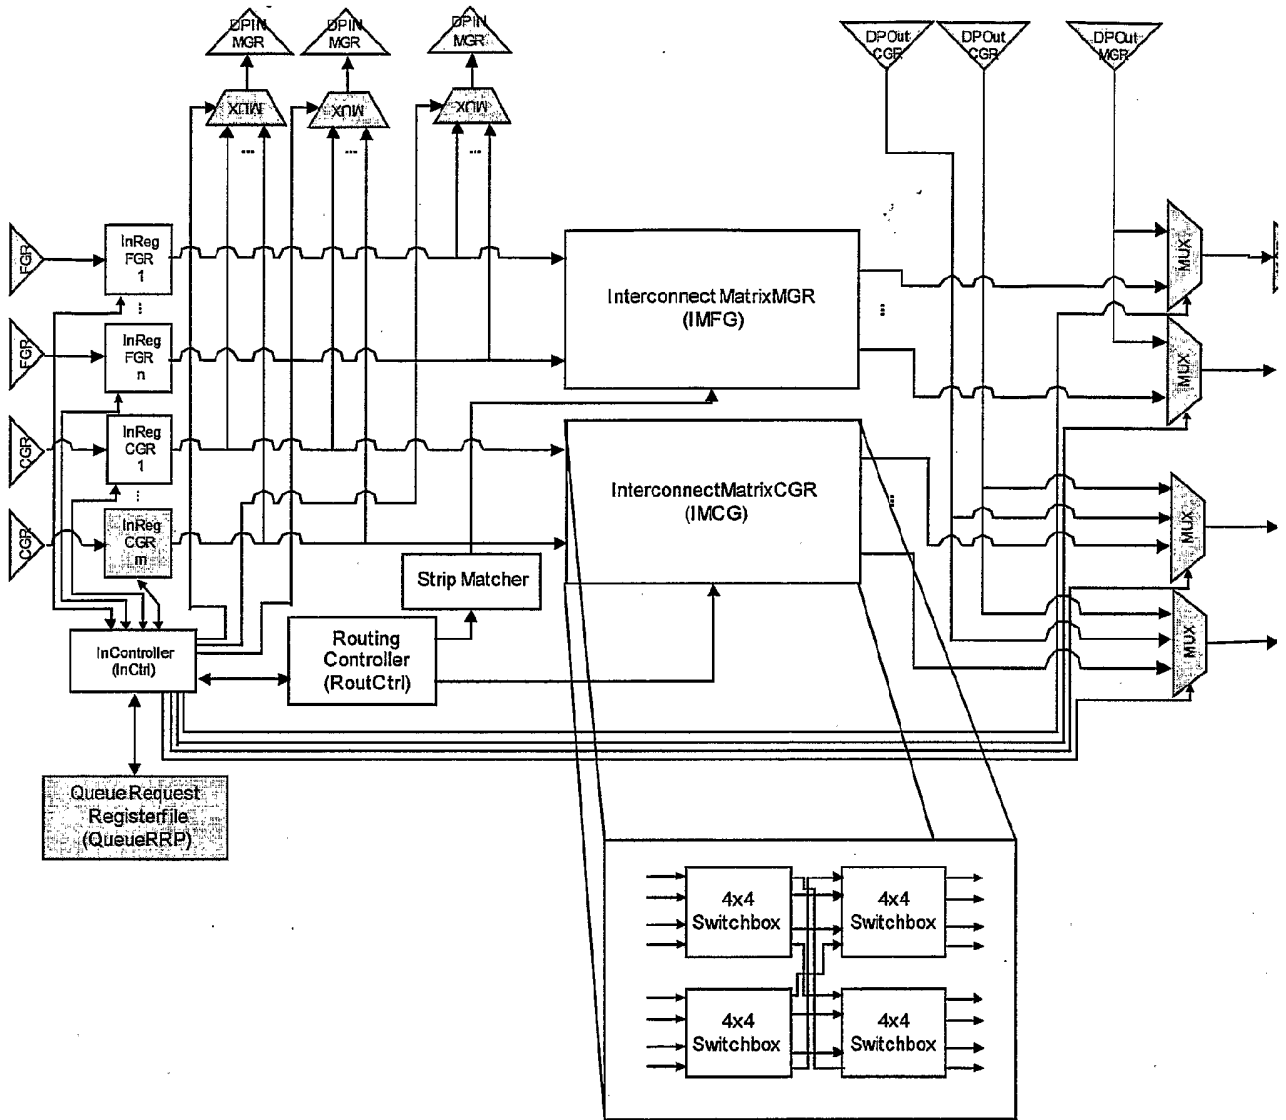 DPIN
MGR
DPIN
MGR
DPIN
MGR
DPOut
CGR
DPOut
CGR
DPOut
MGR
MUX
MUX
MUX
...
...
...
FGR
InReg
FGR
1
...
FGR
InReg
FGR
n
CGR
InReg
CGR
1
...
CGR
InReg
CGR
m
Interconnect MatrixMGR
(IMFG)
...
InterconnectMatrixCGR
(IMCG)
...
MUX
MUX
MUX
MUX
Strip Matcher
Routing
Controller
(RoutCtrl)
InController
(InCtrl)
QueueRequest
Registerfile
(QueueRRP)
4x4
Switchbox
4x4
Switchbox
4x4
Switchbox
4x4
Switchbox